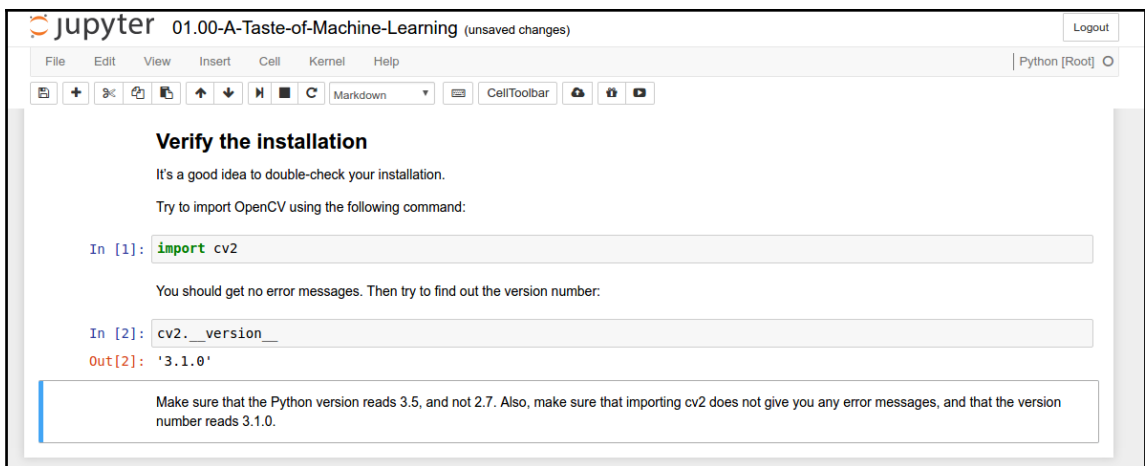 jupyter 01.00-A-Taste-of-Machine-Learning (unsaved changes) Logout
File Edit View Insert Cell Kernel Help Python [Root]
Markdown CellToolbar
Verify the installation
It's a good idea to double-check your installation.
Try to import OpenCV using the following command:
In [1]: import cv2
You should get no error messages. Then try to find out the version number:
In [2]: cv2.__version__
Out[2]: '3.1.0'
Make sure that the Python version reads 3.5, and not 2.7. Also, make sure that importing cv2 does not give you any error messages, and that the version
number reads 3.1.0.